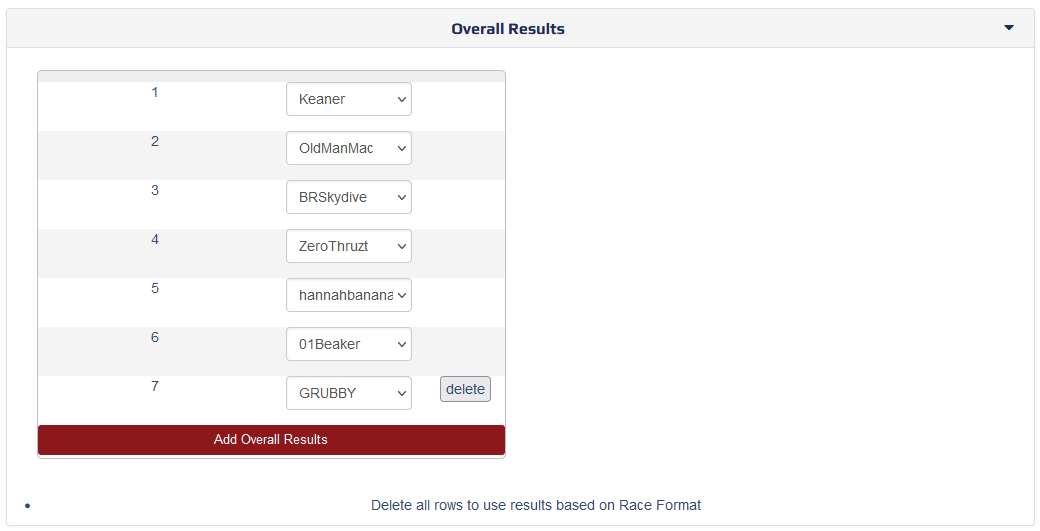 Overall Results
1 Keaner
2 OldManMac
3 BRSkydive
4 ZeroThruzt
5 hannahbanana
6 01Beaker
7 GRUBBY delete
Add Overall Results
Delete all rows to use results based on Race Format